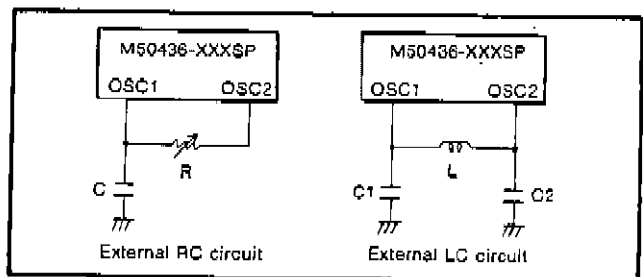 M50436-XXXSP
OSC1 OSC2
R
C
External RC circuit
M50436-XXXSP
OSC1 OSC2
L
C1 C2
External LC circuit